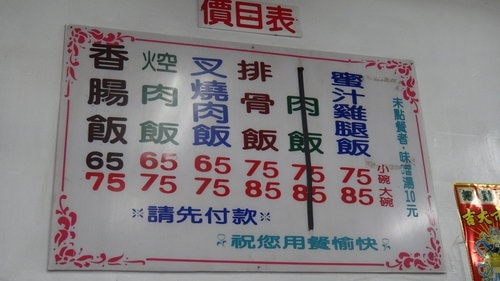 價目表
香腸飯 65 75
焢肉飯 65 75
叉燒肉飯 65 75
排骨飯 75 85
肉飯 75 85
蜜汁雞腿飯 75 85
小碗 大碗
未點餐者·味噌湯10元
※請先付款※
祝您用餐愉快